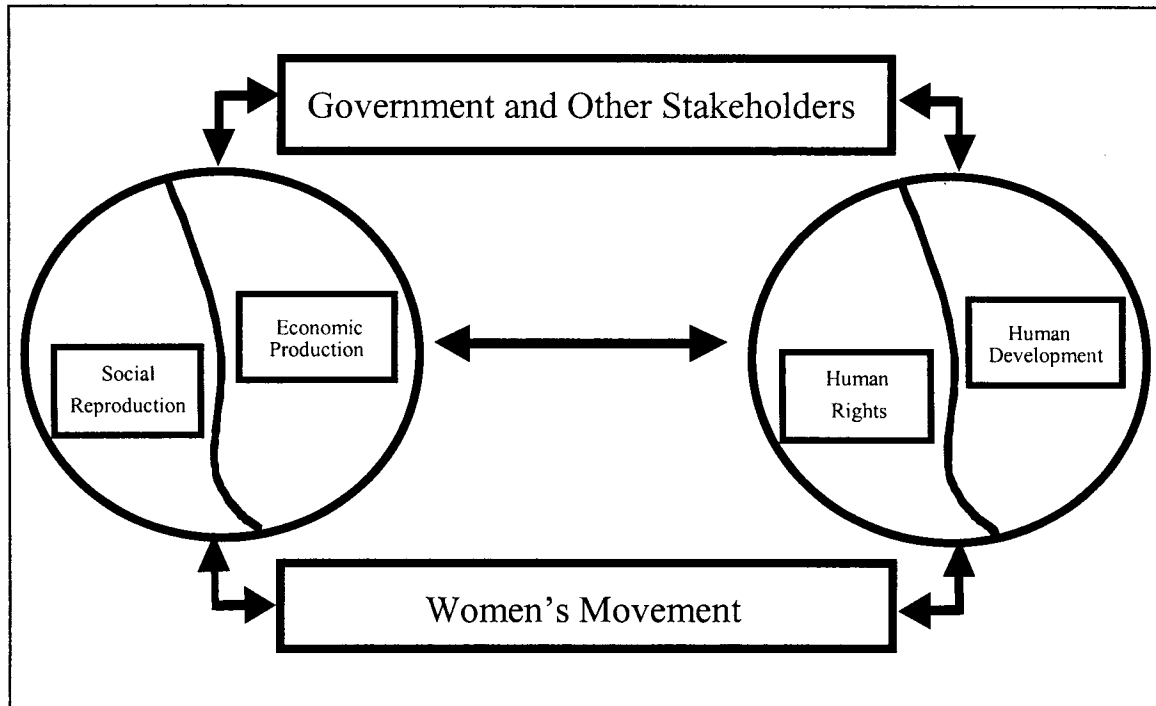 Government and Other Stakeholders
Economic
Production
Social
Reproduction
Human
Development
Human
Rights
Women's Movement